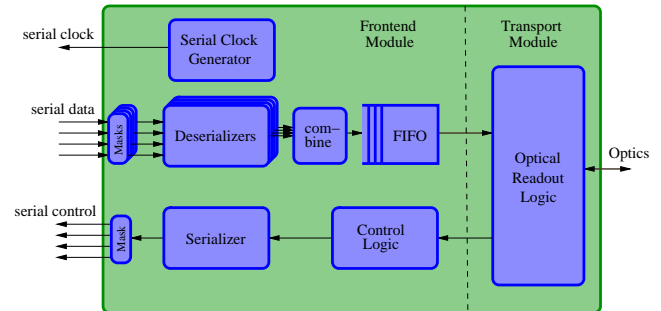 serial clock
Serial Clock
Generator
Frontend
Module
Transport
Module
serial data
Masks
Deserializers
com–
bine
FIFO
Optical
Readout
Logic
Optics
serial control
Mask
Serializer
Control
Logic